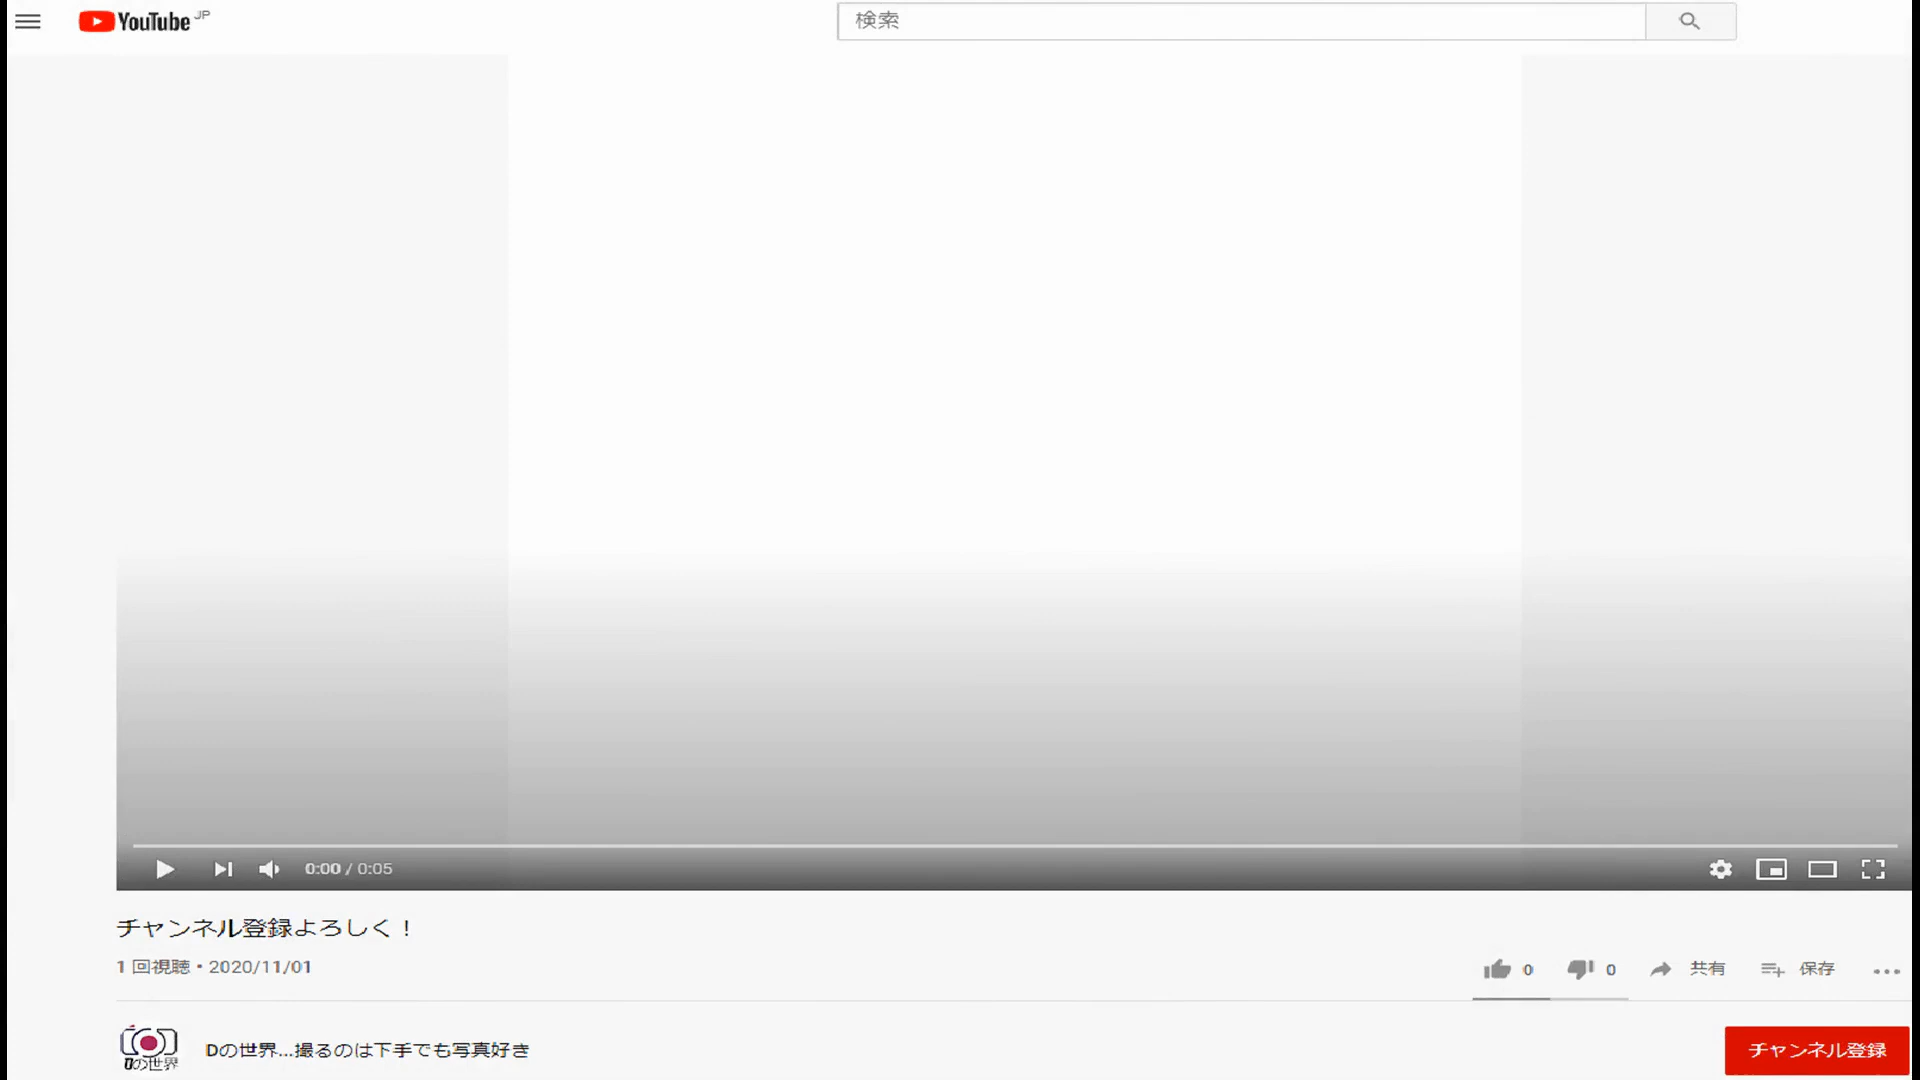 YouTube JP
検索
0:00 / 0:05
チャンネル登録よろしく！
1 回視聴・2020/11/01
0 0 共有 保存
Dの世界
Dの世界...撮るのは下手でも写真好き
チャンネル登録